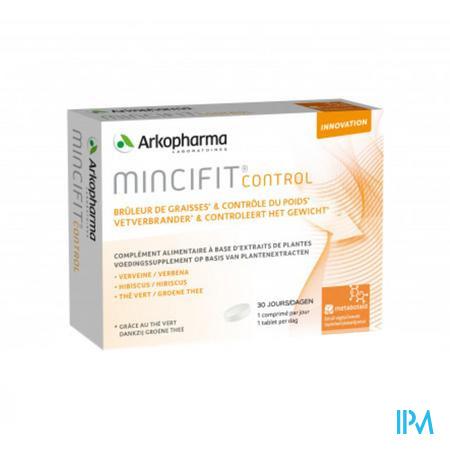 INNOVATION
Arkopharma
LABORATOIRES
MINCIFIT® CONTROL
BRÛLEUR DE GRAISSES* & CONTRÔLE DU POIDS*
VETVERBRANDER* & CONTROLEERT HET GEWICHT*
COMPLÉMENT ALIMENTAIRE À BASE D'EXTRAITS DE PLANTES
VOEDINGSSUPPLEMENT OP BASIS VAN PLANTENEXTRACTEN
• VERVEINE / VERBENA
• HIBISCUS / HIBISCUS
• THÉ VERT / GROENE THEE
30 JOURS/DAGEN
1 comprimé par jour
1 tablet per dag
*GRÂCE AU THÉ VERT
DANKZIJ GROENE THEE
metabolaid
Arkopharma
MINCIFIT®
CONTROL
IPM